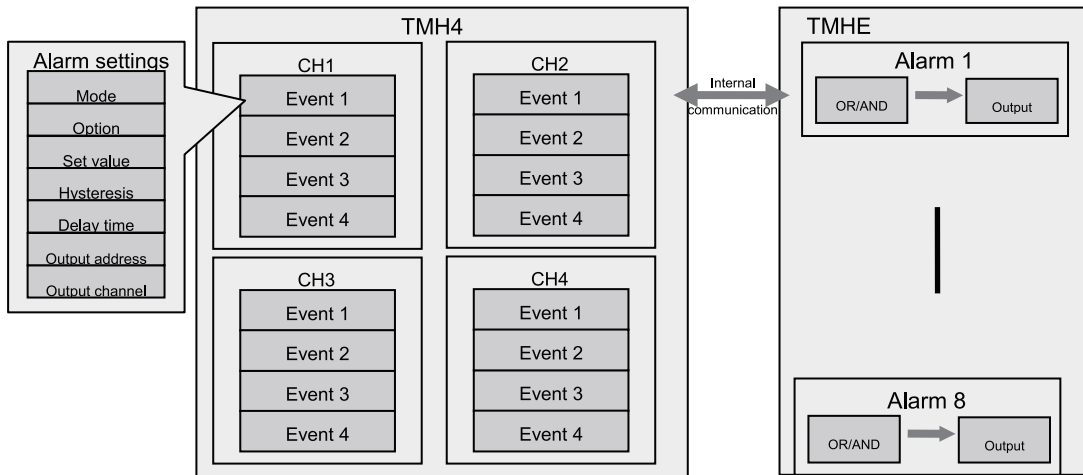 Alarm settings
Mode
Option
Set value
Hysteresis
Delay time
Output address
Output channel
TMH4
CH1
Event 1
Event 2
Event 3
Event 4
CH2
Event 1
Event 2
Event 3
Event 4
CH3
Event 1
Event 2
Event 3
Event 4
CH4
Event 1
Event 2
Event 3
Event 4
Internal
communication
TMHE
Alarm 1
OR/AND
Output
Alarm 8
OR/AND
Output